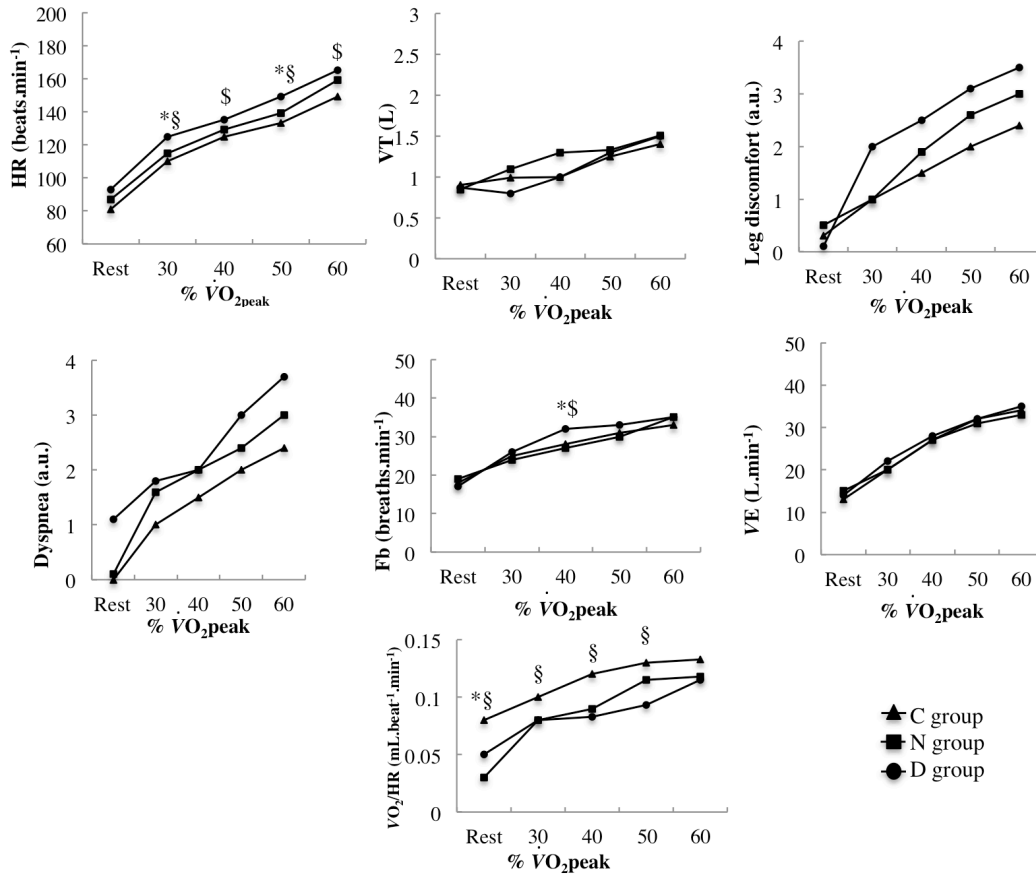 HR (beats.min-1)
200
180
160
140
120
100
80
60
*§
$
*§
$
Rest 30 40 50 60
% V̇O2peak
VT (L)
3
2.5
2
1.5
1
0.5
0
Rest 30 40 50 60
% V̇O2peak
Leg discomfort (a.u.)
4
3
2
1
0
Rest 30 40 50 60
% V̇O2peak
Dyspnea (a.u.)
4
3
2
1
0
Rest 30 40 50 60
% V̇O2peak
Fb (breaths.min-1)
50
40
30
20
10
0
*$
Rest 30 40 50 60
% V̇O2peak
VE (L.min-1)
50
40
30
20
10
0
Rest 30 40 50 60
% V̇O2peak
VO2/HR (mL.beat-1.min-1)
0.15
0.1
0.05
0
*§
§
§
§
Rest 30 40 50 60
% V̇O2peak
C group
N group
D group